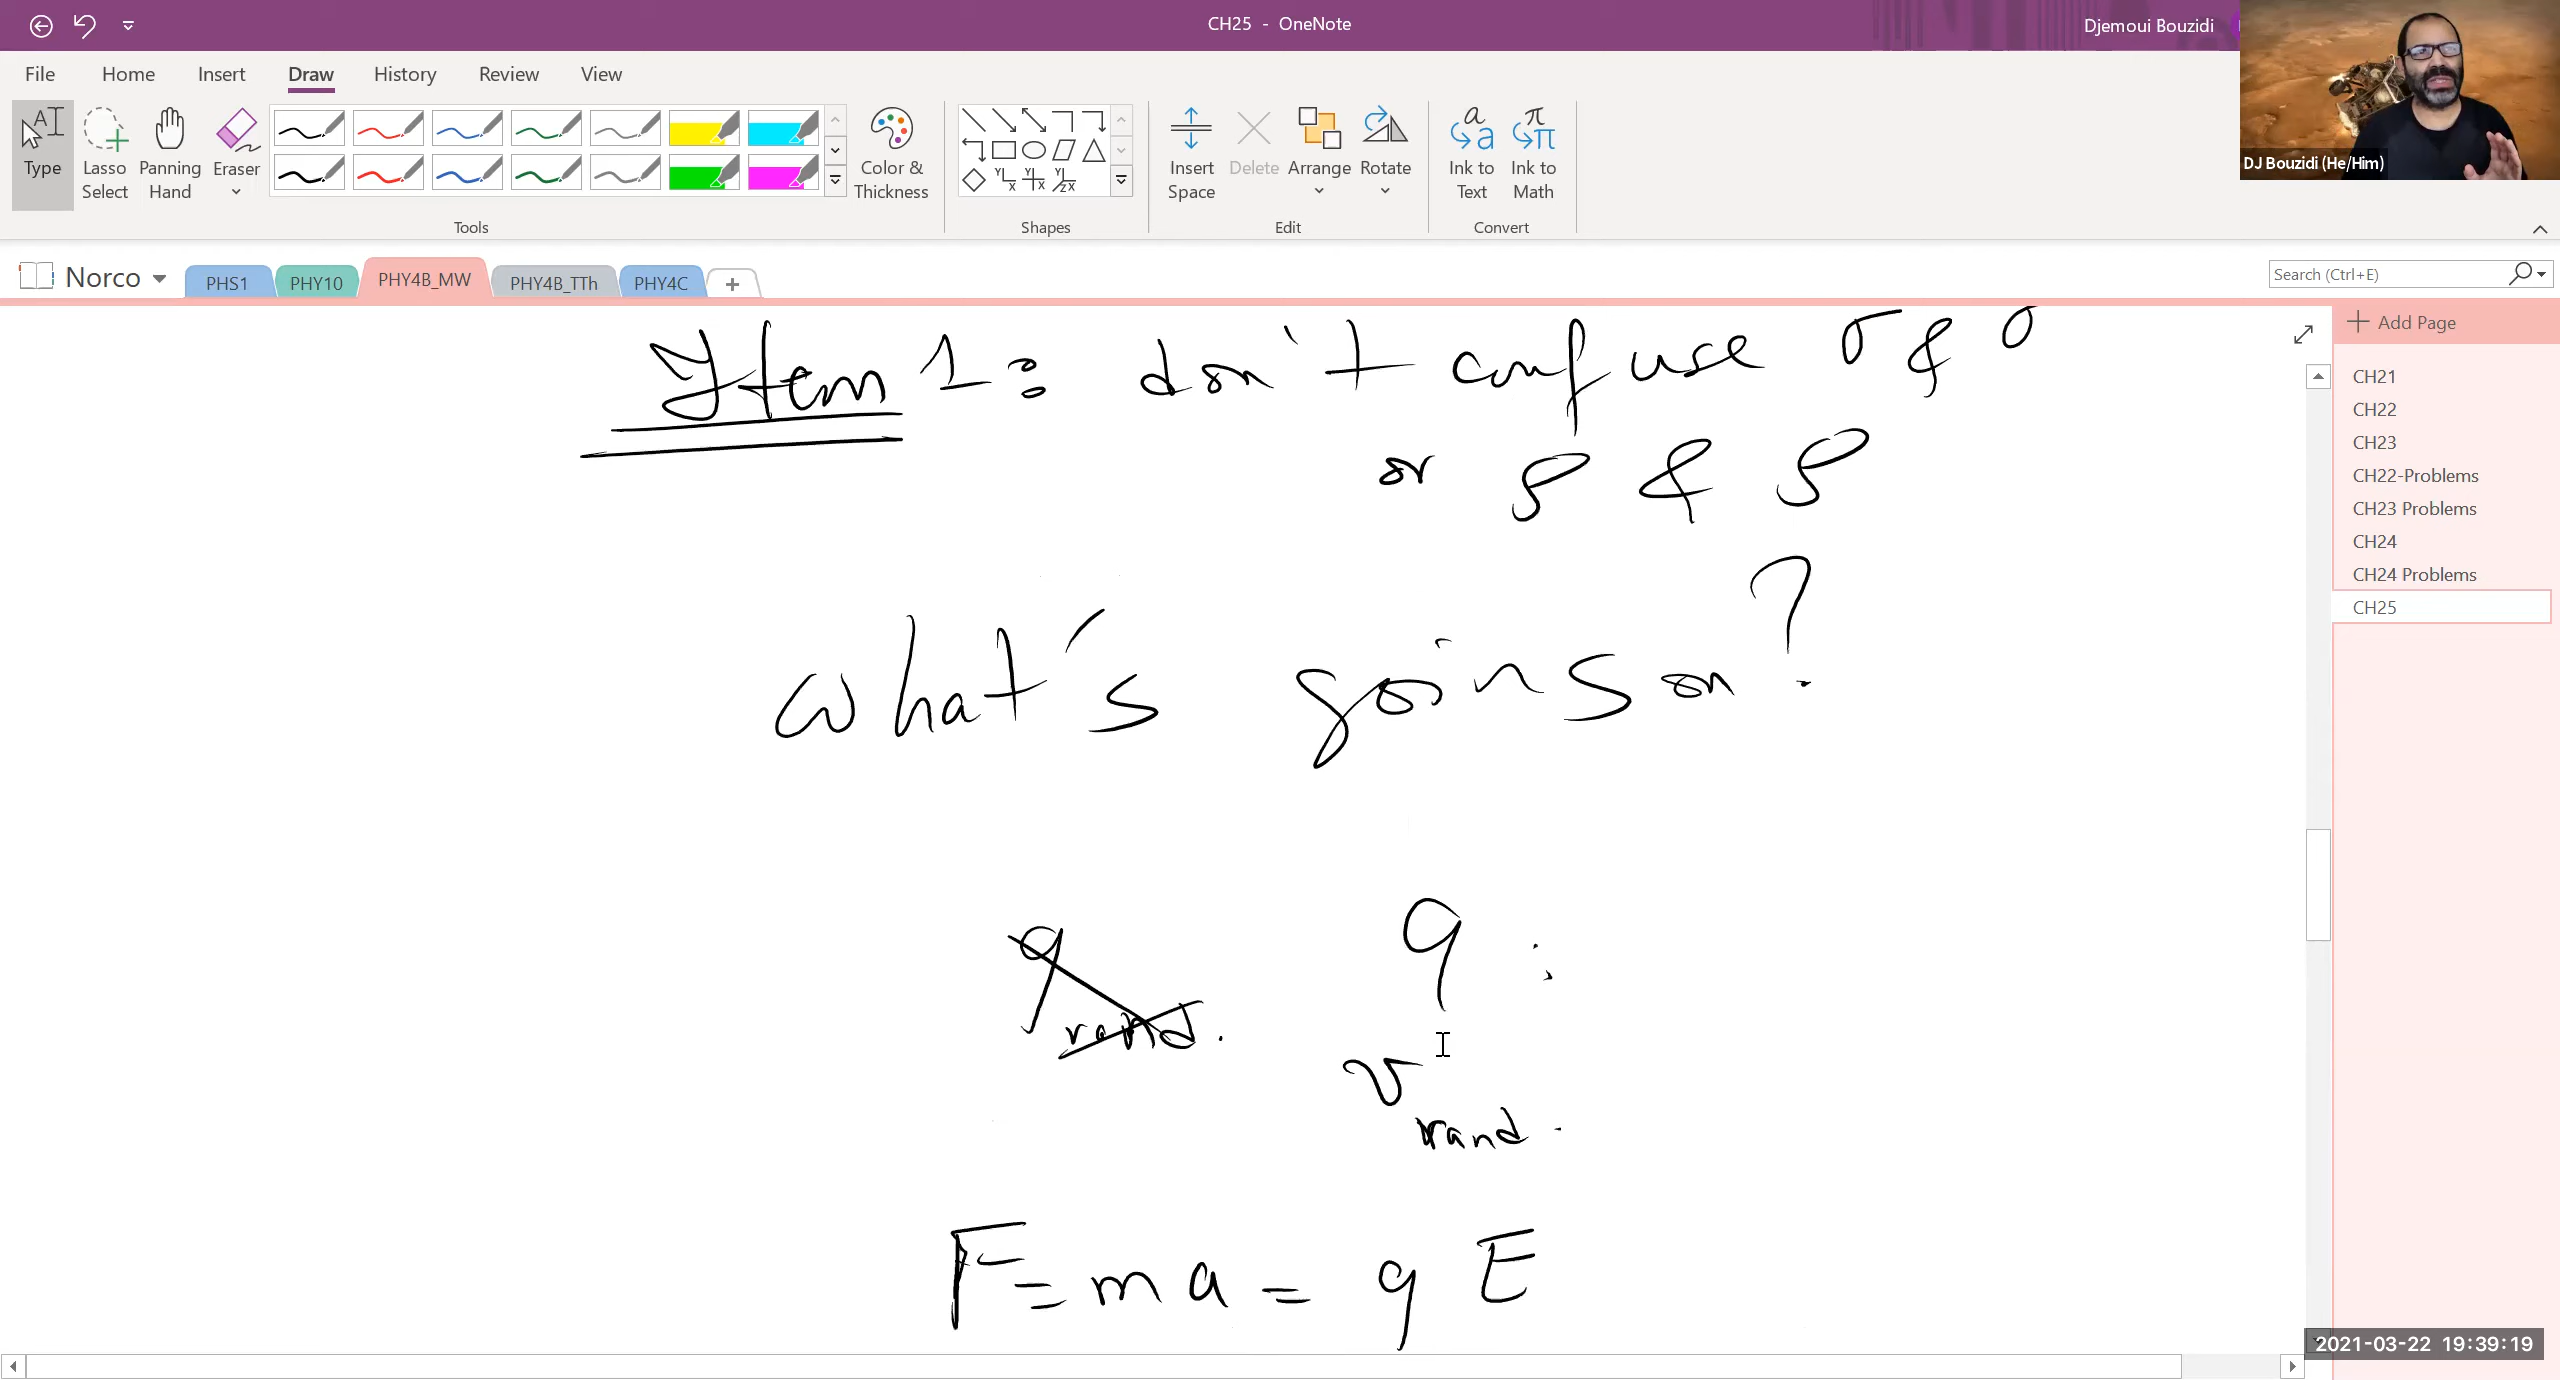 CH25 - OneNote
Djemoui Bouzidi
File Home Insert Draw History Review View
Type
Lasso Select
Panning Hand
Eraser
Color & Thickness
Insert Space
Delete
Arrange
Rotate
Ink to Text
Ink to Math
Tools
Shapes
Edit
Convert
DJ Bouzidi (He/Him)
Norco
PHS1 PHY10 PHY4B_MW PHY4B_TTh PHY4C +
Search (Ctrl+E)
Add Page
CH21
CH22
CH23
CH22-Problems
CH23 Problems
CH24
CH24 Problems
CH25
Item 1: don't confuse σ & σ
or ρ & ρ
what's going on?
q rand. q :
v rand.
F = ma = q E
2021-03-22 19:39:19